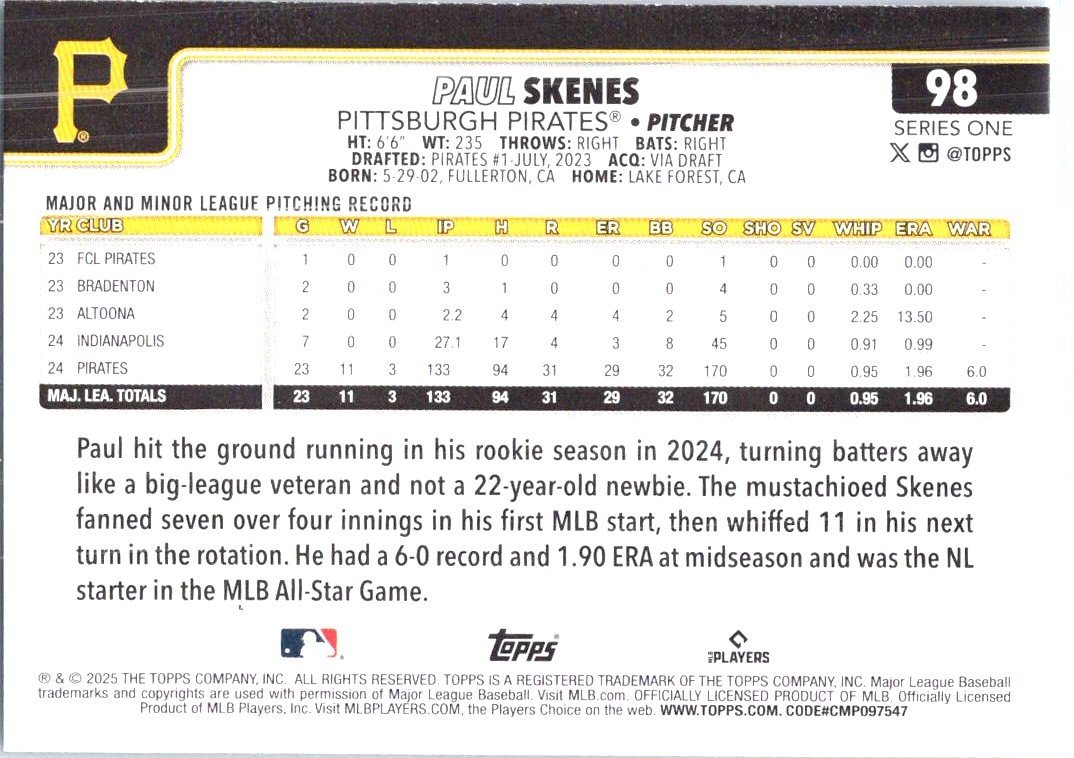 P®
PAUL SKENES
98
PITTSBURGH PIRATES® • PITCHER
SERIES ONE
HT: 6'6" WT: 235 THROWS: RIGHT BATS: RIGHT
@TOPPS
DRAFTED: PIRATES #1-JULY, 2023 ACQ: VIA DRAFT
BORN: 5-29-02, FULLERTON, CA HOME: LAKE FOREST, CA
MAJOR AND MINOR LEAGUE PITCHING RECORD
YR CLUB G W L IP H R ER BB SO SHO SV WHIP ERA WAR
23 FCL PIRATES 1 0 0 1 0 0 0 0 1 0 0 0.00 0.00 -
23 BRADENTON 2 0 0 3 1 0 0 0 4 0 0 0.33 0.00 -
23 ALTOONA 2 0 0 2.2 4 4 4 2 5 0 0 2.25 13.50 -
24 INDIANAPOLIS 7 0 0 27.1 17 4 3 8 45 0 0 0.91 0.99 -
24 PIRATES 23 11 3 133 94 31 29 32 170 0 0 0.95 1.96 6.0
MAJ. LEA. TOTALS 23 11 3 133 94 31 29 32 170 0 0 0.95 1.96 6.0
Paul hit the ground running in his rookie season in 2024, turning batters away
like a big-league veteran and not a 22-year-old newbie. The mustachioed Skenes
fanned seven over four innings in his first MLB start, then whiffed 11 in his next
turn in the rotation. He had a 6-0 record and 1.90 ERA at midseason and was the NL
starter in the MLB All-Star Game.
topps®
MLB PLAYERS
® & © 2025 THE TOPPS COMPANY, INC. ALL RIGHTS RESERVED. TOPPS IS A REGISTERED TRADEMARK OF THE TOPPS COMPANY, INC. Major League Baseball
trademarks and copyrights are used with permission of Major League Baseball. Visit MLB.com. OFFICIALLY LICENSED PRODUCT OF MLB. Officially Licensed
Product of MLB Players, Inc. Visit MLBPLAYERS.COM, the Players Choice on the web. WWW.TOPPS.COM. CODE#CMP097547